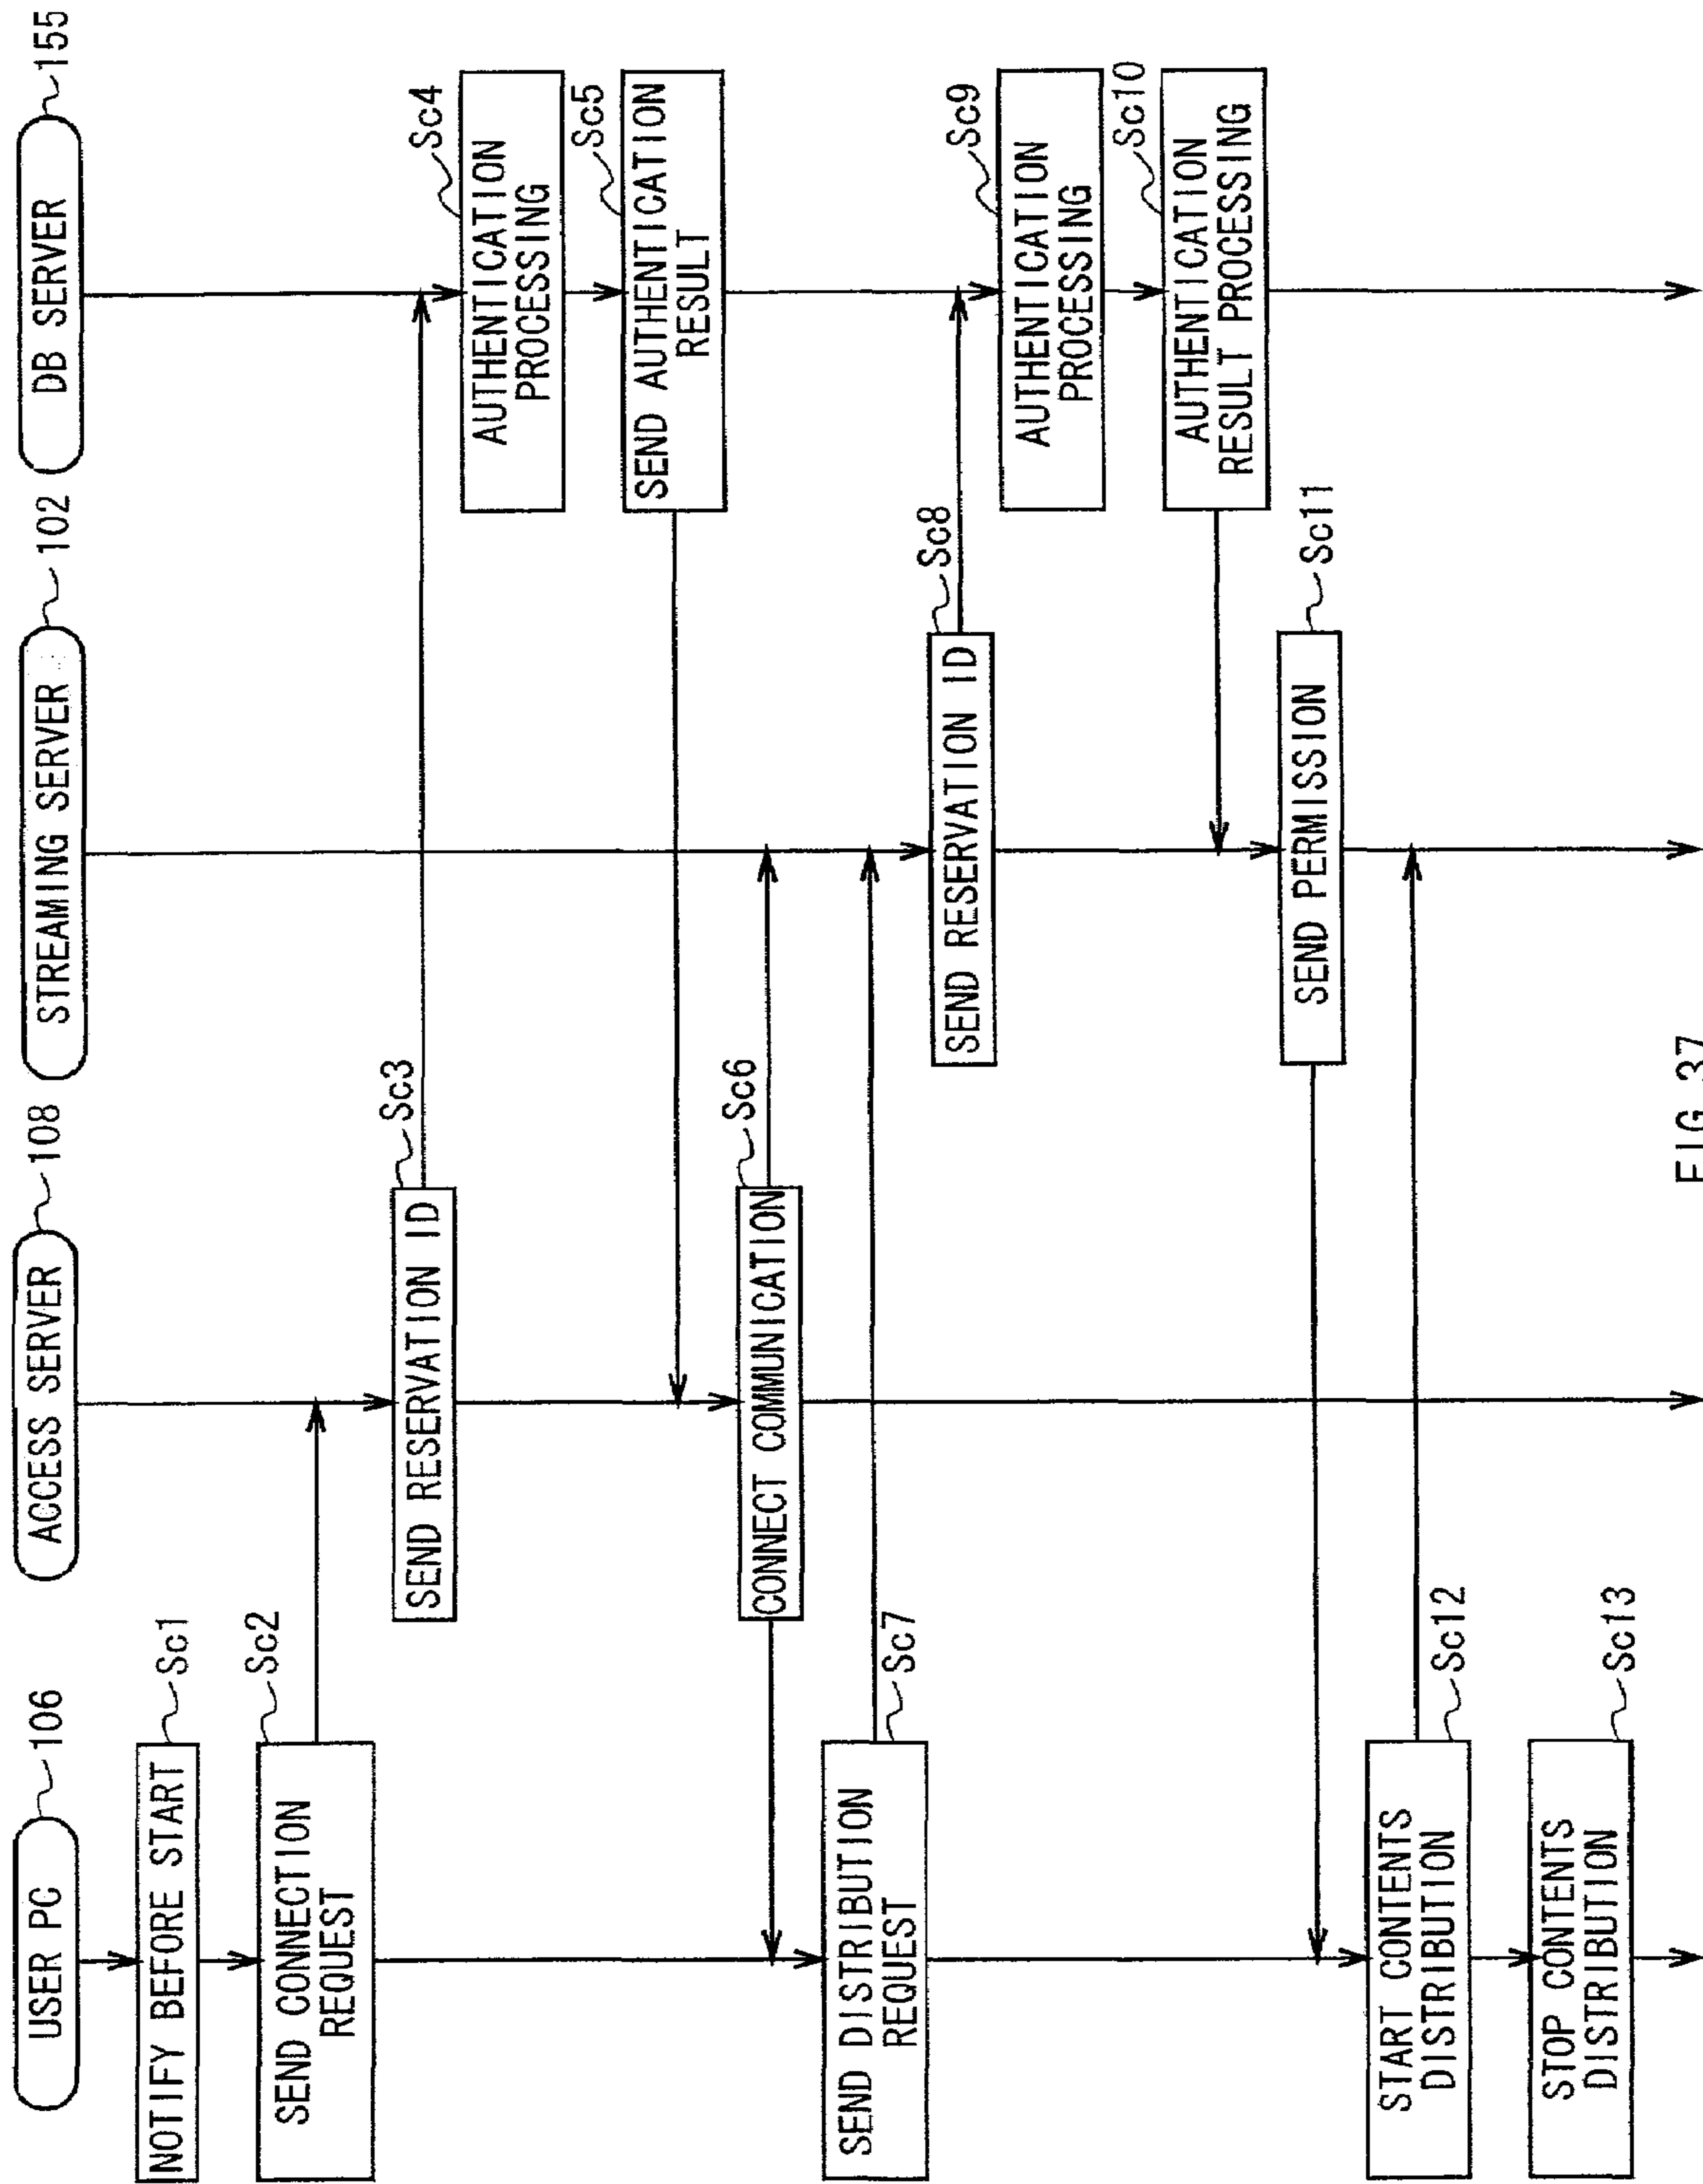 USER PC
106
ACCESS SERVER
108
STREAMING SERVER
102
DB SERVER
155
NOTIFY BEFORE START
Sc1
SEND CONNECTION
REQUEST
Sc2
SEND RESERVATION ID
Sc3
AUTHENTICATION
PROCESSING
Sc4
SEND AUTHENTICATION
RESULT
Sc5
CONNECT COMMUNICATION
Sc6
SEND DISTRIBUTION
REQUEST
Sc7
SEND RESERVATION ID
Sc8
AUTHENTICATION
PROCESSING
Sc9
AUTHENTICATION
RESULT PROCESSING
Sc10
SEND PERMISSION
Sc11
START CONTENTS
DISTRIBUTION
Sc12
STOP CONTENTS
DISTRIBUTION
Sc13
FIG. 37